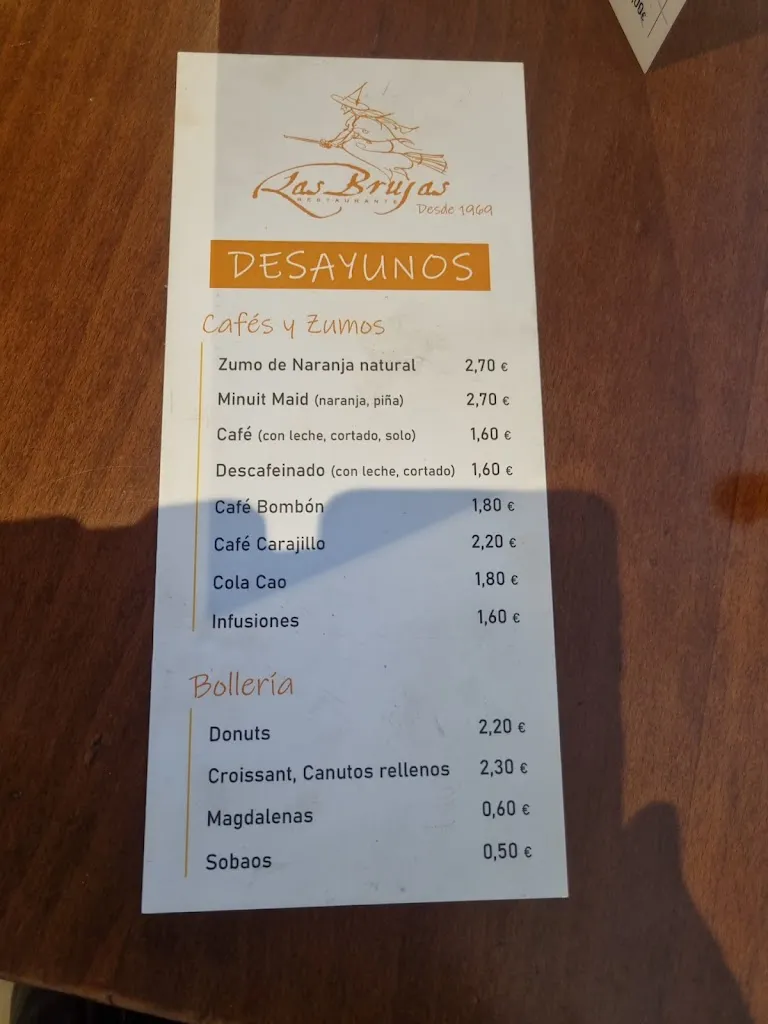 Las Brujas
RESTAURANTE
Desde 1969
DESAYUNOS
Cafés y Zumos
Zumo de Naranja natural 2,70 €
Minuit Maid (naranja, piña) 2,70 €
Café (con leche, cortado, solo) 1,60 €
Descafeinado (con leche, cortado) 1,60 €
Café Bombón 1,80 €
Café Carajillo 2,20 €
Cola Cao 1,80 €
Infusiones 1,60 €
Bollería
Donuts 2,20 €
Croissant, Canutos rellenos 2,30 €
Magdalenas 0,60 €
Sobaos 0,50 €